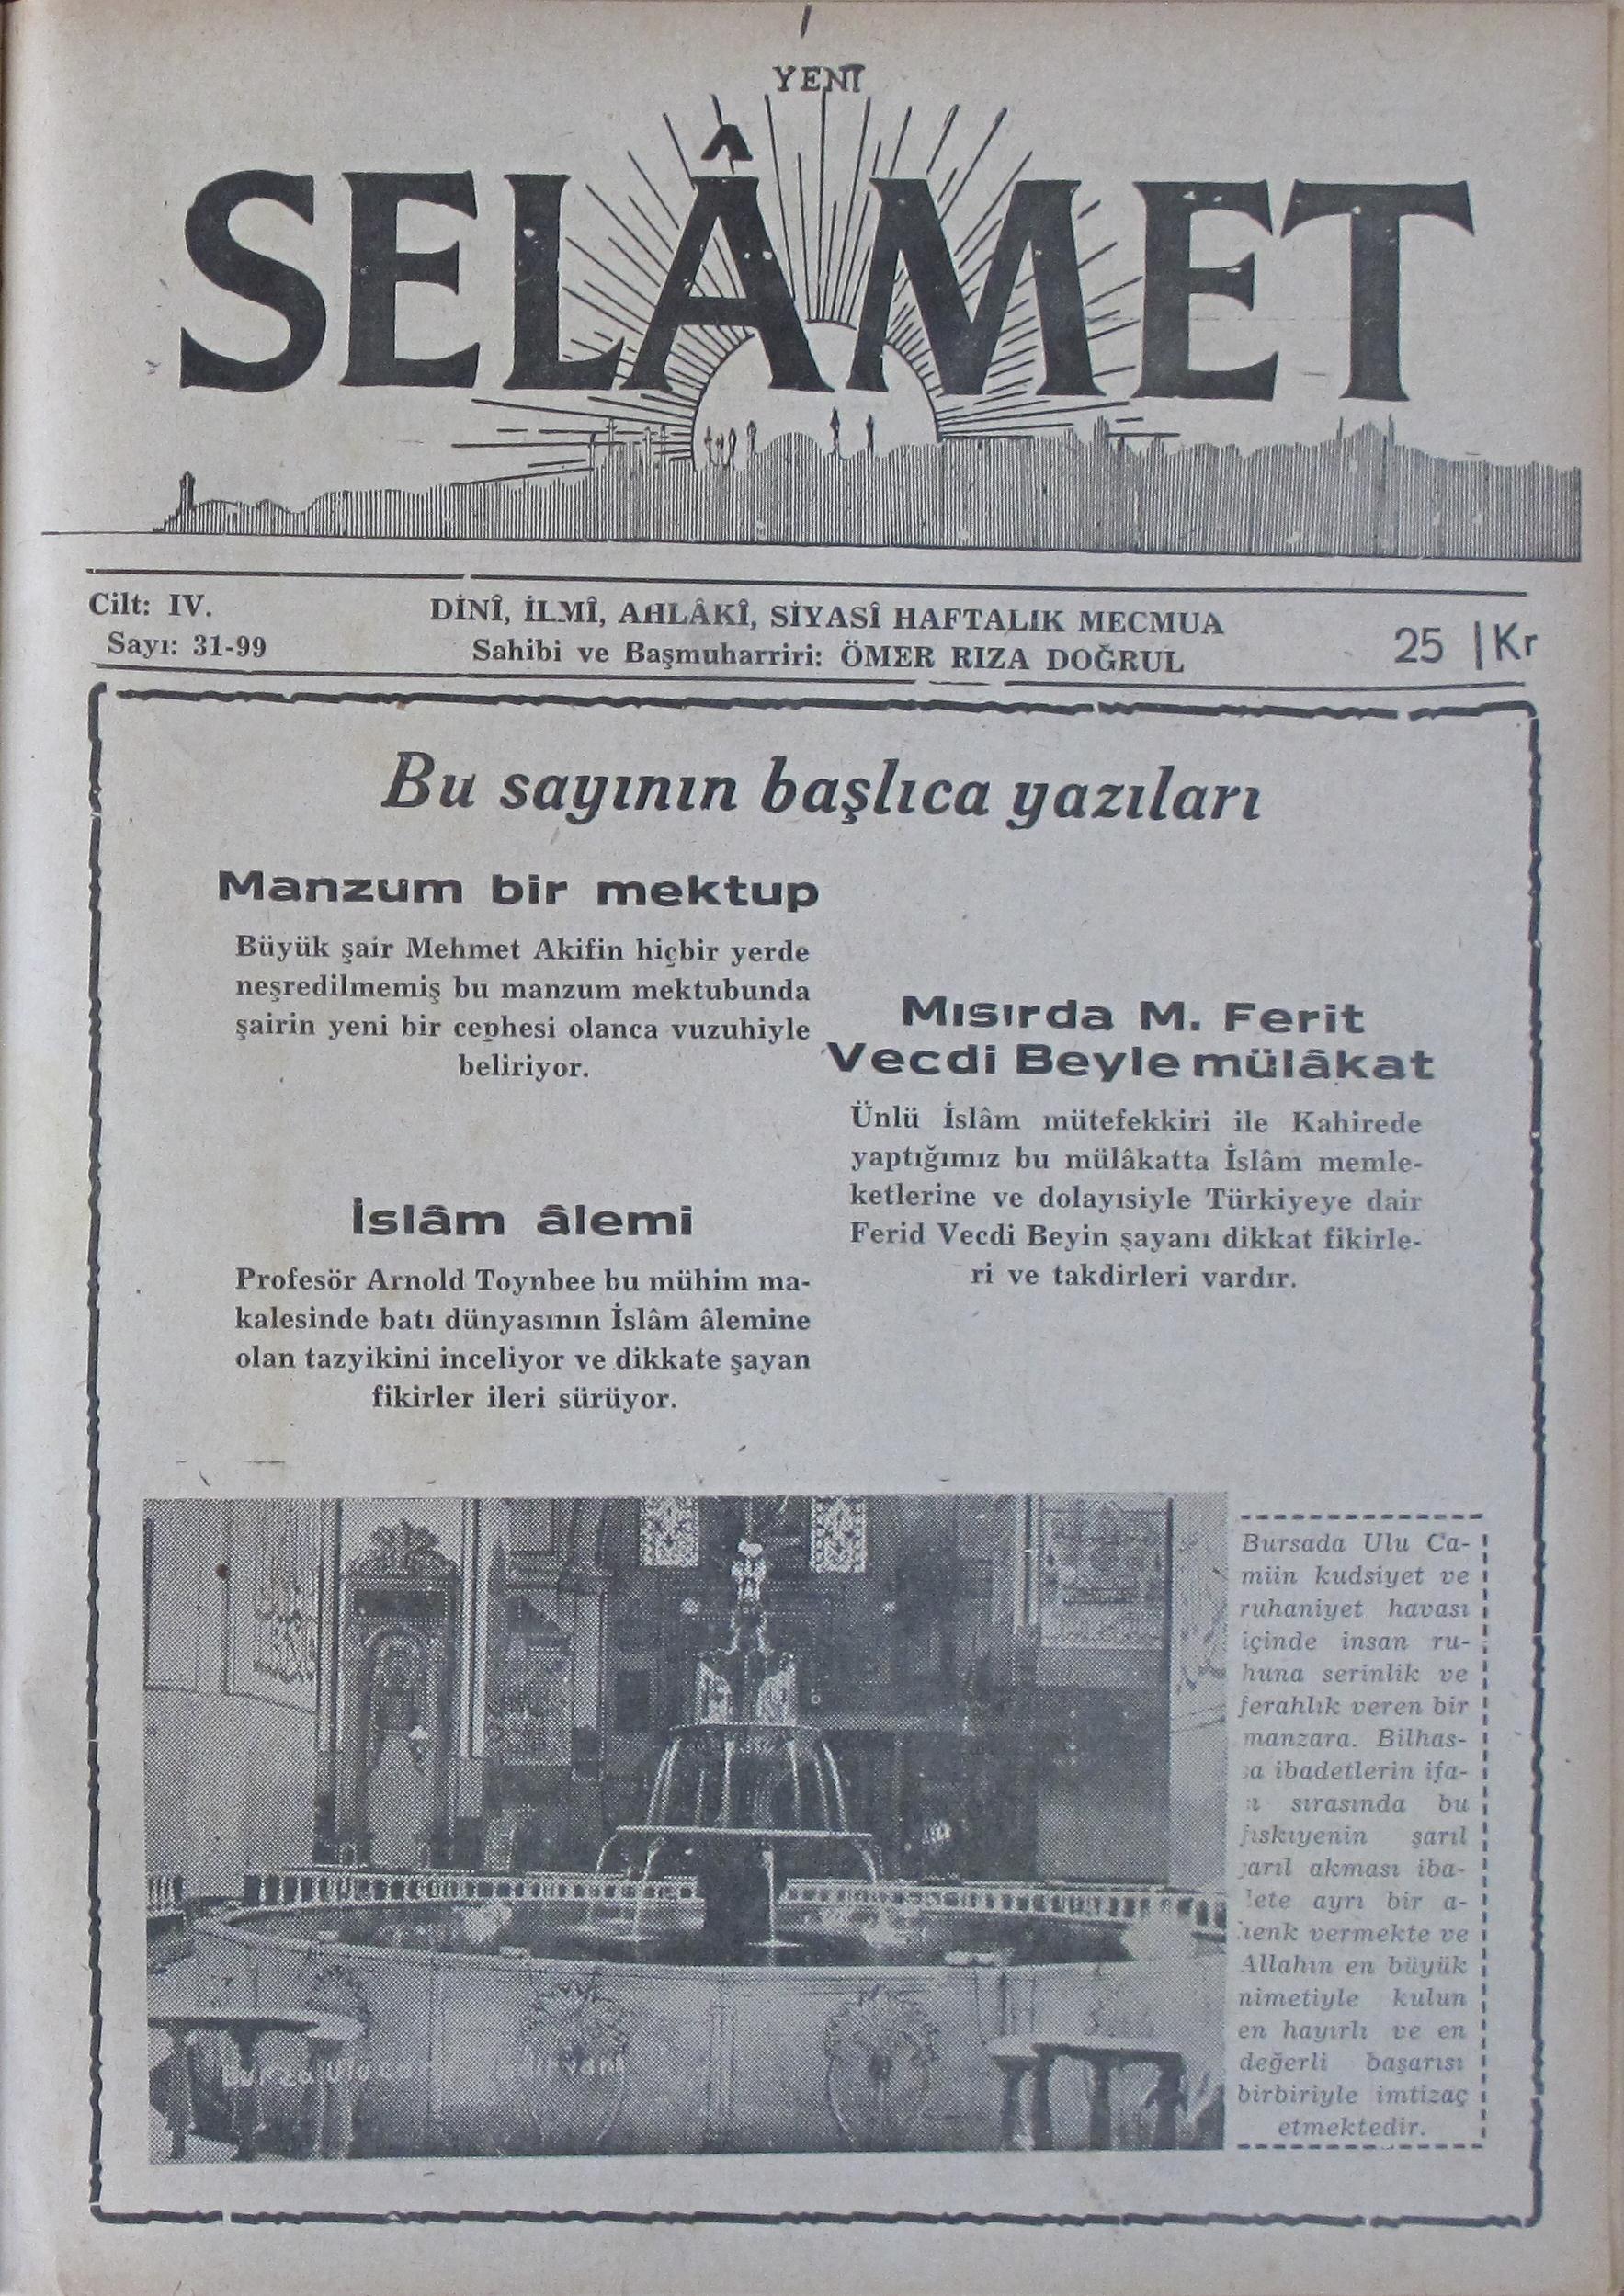 YENİ
SELÂMET
Cilt: IV.
Sayı: 31-99
DİNÎ, İLMÎ, AHLÂKÎ, SİYASÎ HAFTALIK MECMUA
Sahibi ve Başmuharriri: ÖMER RIZA DOĞRUL
25 Kr
Bu sayının başlıca yazıları
Manzum bir mektup
Büyük şair Mehmet Akifin hiçbir yerde
neşredilmemiş bu manzum mektubunda
şairin yeni bir cephesi olanca vuzuhiyle
beliriyor.
İslâm âlemi
Profesör Arnold Toynbee bu mühim ma-
kalesinde batı dünyasının İslâm âlemine
olan tazyikini inceliyor ve dikkate şayan
fikirler ileri sürüyor.
Mısırda M. Ferit
Vecdi Beyle mülâkat
Ünlü İslâm mütefekkiri ile Kahirede
yaptığımız bu mülâkatta İslâm memle-
ketlerine ve dolayısiyle Türkiyeye dair
Ferid Vecdi Beyin şayanı dikkat fikirle-
ri ve takdirleri vardır.
Bursada Ulu Ca-
miin kudsiyet ve
ruhaniyet havası
içinde insan ru-
huna serinlik ve
ferahlık veren bir
manzara. Bilhas-
sa ibadetlerin ifa-
sı sırasında bu
fıskıyenin şarıl
şarıl akması iba-
dete ayrı bir a-
henk vermekte ve
Allahın en büyük
nimetiyle kulun
en hayırlı ve en
değerli başarısı
birbiriyle imtizaç
etmektedir.
Bursa Ulu